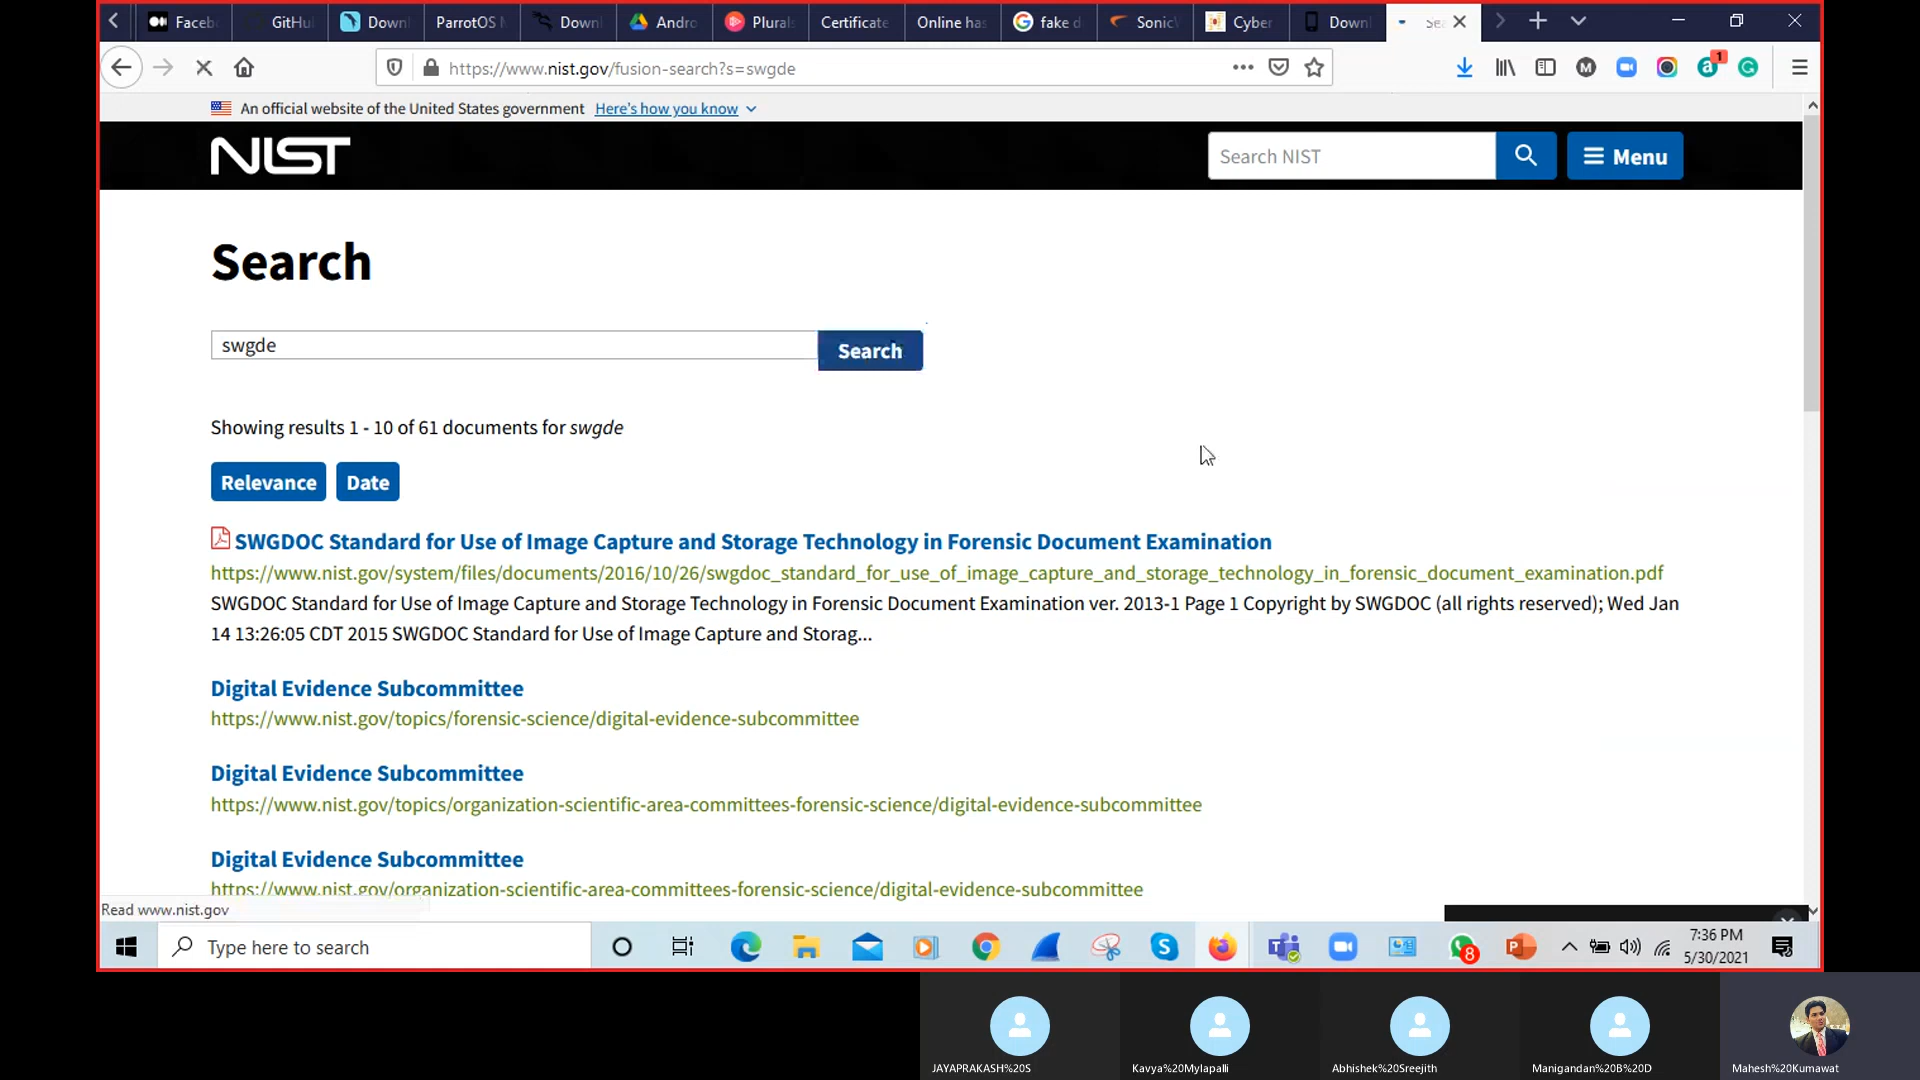 Faceb GitHu Down ParrotOS Down Andro Plurals Certificate Online has fake d Sonic Cyber Down Sea
https://www.nist.gov/fusion-search?s=swgde
M
a
1
An official website of the United States government Here's how you know
NIST
Search NIST
Menu
Search
swgde
Search
Showing results 1 - 10 of 61 documents for swgde
Relevance Date
SWGDOC Standard for Use of Image Capture and Storage Technology in Forensic Document Examination
https://www.nist.gov/system/files/documents/2016/10/26/swgdoc_standard_for_use_of_image_capture_and_storage_technology_in_forensic_document_examination.pdf
SWGDOC Standard for Use of Image Capture and Storage Technology in Forensic Document Examination ver. 2013-1 Page 1 Copyright by SWGDOC (all rights reserved); Wed Jan
14 13:26:05 CDT 2015 SWGDOC Standard for Use of Image Capture and Storag...
Digital Evidence Subcommittee
https://www.nist.gov/topics/forensic-science/digital-evidence-subcommittee
Digital Evidence Subcommittee
https://www.nist.gov/topics/organization-scientific-area-committees-forensic-science/digital-evidence-subcommittee
Digital Evidence Subcommittee
https://www.nist.gov/organization-scientific-area-committees-forensic-science/digital-evidence-subcommittee
Read www.nist.gov
Type here to search
8
7:36 PM
5/30/2021
JAYAPRAKASH%20S Kavya%20Mylapalli Abhishek%20Sreejith Manigandan%20B%20D Mahesh%20Kumawat